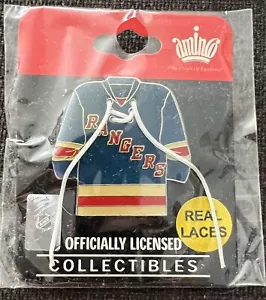 aminco
RANGERS
REAL
LACES
OFFICIALLY LICENSED
COLLECTIBLES